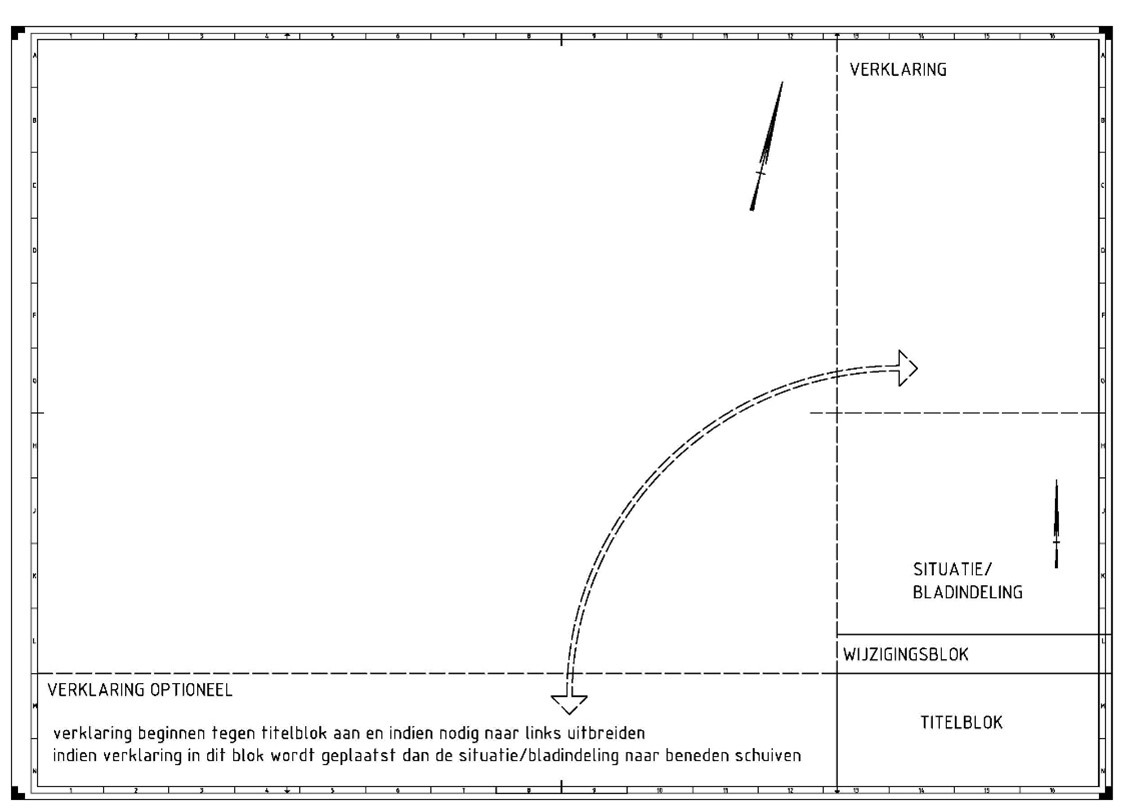 1 2 3 4 5 6 7 8 9 10 11 12 13 14 15 16
A A
B B
C C
D D
F F
G G
H H
J J
K K
L L
M M
N N
VERKLARING
SITUATIE/
BLADINDELING
WIJZIGINGSBLOK
VERKLARING OPTIONEEL
verklaring beginnen tegen titelblok aan en indien nodig naar links uitbreiden
indien verklaring in dit blok wordt geplaatst dan de situatie/bladindeling naar beneden schuiven
TITELBLOK
1 2 3 4 5 6 7 8 9 10 11 12 13 14 15 16